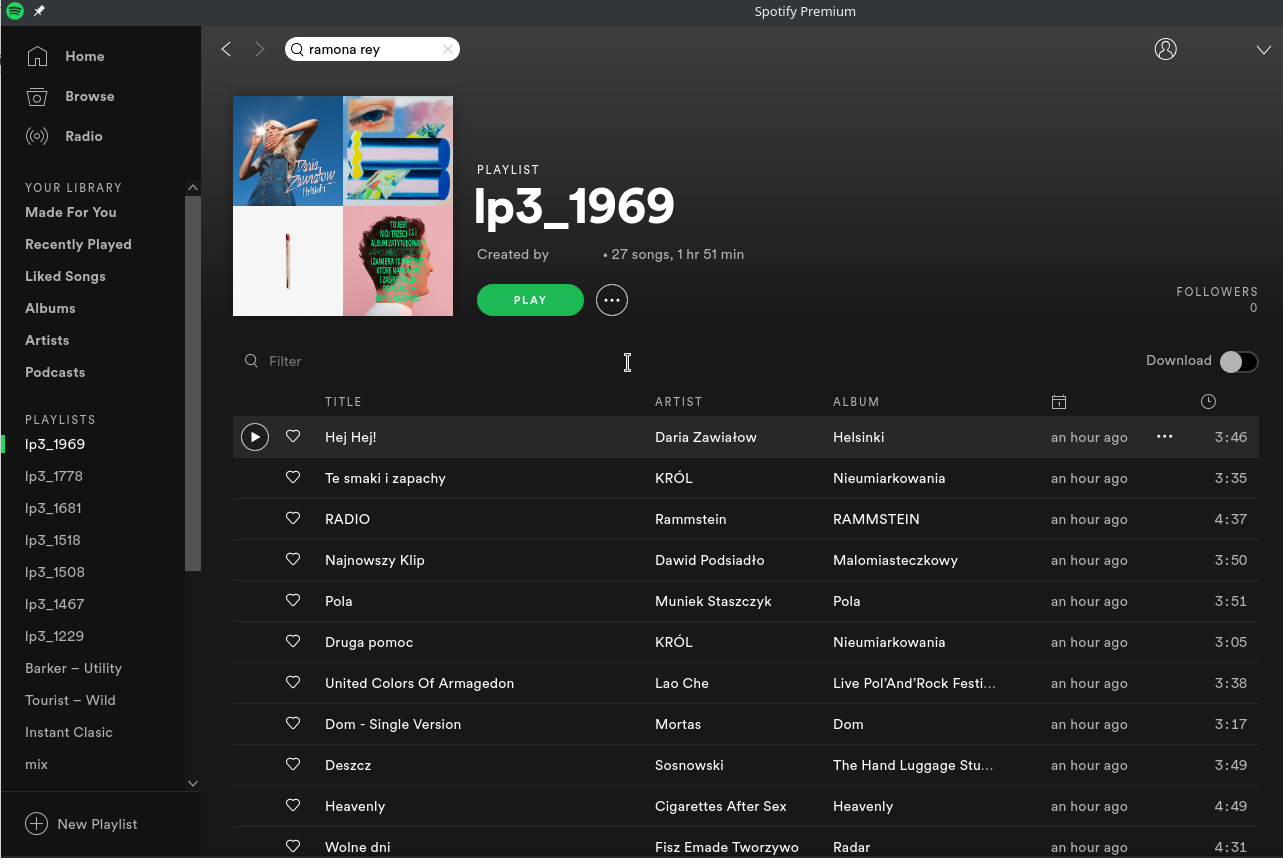 Spotify Premium
ramona rey
Home
Browse
Radio
YOUR LIBRARY
Made For You
Recently Played
Liked Songs
Albums
Artists
Podcasts
PLAYLISTS
lp3_1969
lp3_1778
lp3_1681
lp3_1518
lp3_1508
lp3_1467
lp3_1229
Barker – Utility
Tourist – Wild
Instant Clasic
mix
New Playlist
Daria
Zawiałow
Helsinki
TO JEST
MÓJ TRZECI
ALBUM ZATYTUŁOWANY
I ZAWIERA 10
KTÓRE
PLAYLIST
lp3_1969
Created by • 27 songs, 1 hr 51 min
PLAY
FOLLOWERS
0
Filter
Download
TITLE ARTIST ALBUM
Hej Hej! Daria Zawiałow Helsinki an hour ago 3:46
Te smaki i zapachy KRÓL Nieumiarkowania an hour ago 3:35
RADIO Rammstein RAMMSTEIN an hour ago 4:37
Najnowszy Klip Dawid Podsiadło Malomiasteczkowy an hour ago 3:50
Pola Muniek Staszczyk Pola an hour ago 3:51
Druga pomoc KRÓL Nieumiarkowania an hour ago 3:05
United Colors Of Armagedon Lao Che Live Pol'And'Rock Festi... an hour ago 3:38
Dom - Single Version Mortas Dom an hour ago 3:17
Deszcz Sosnowski The Hand Luggage Stu... an hour ago 3:49
Heavenly Cigarettes After Sex Heavenly an hour ago 4:49
Wolne dni Fisz Emade Tworzywo Radar an hour ago 4:31